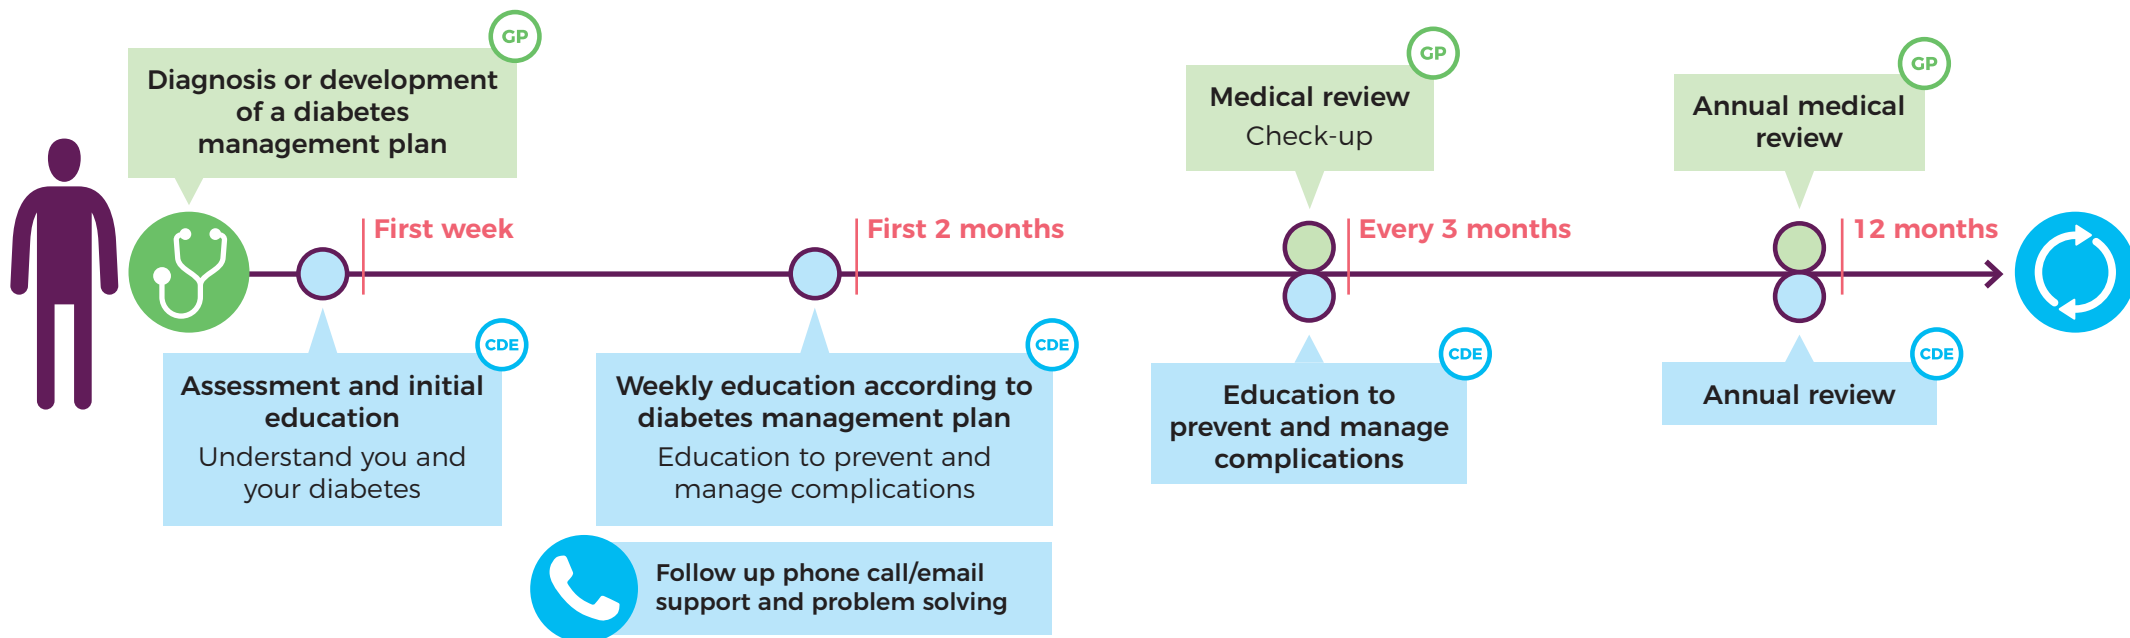 GP
Diagnosis or development
of a diabetes
management plan
GP
Medical review
Check-up
GP
Annual medical
review
First week
First 2 months
Every 3 months
12 months
CDE
Assessment and initial
education
Understand you and
your diabetes
CDE
Weekly education according to
diabetes management plan
Education to prevent and
manage complications
Follow up phone call/email
support and problem solving
CDE
Education to
prevent and manage
complications
CDE
Annual review